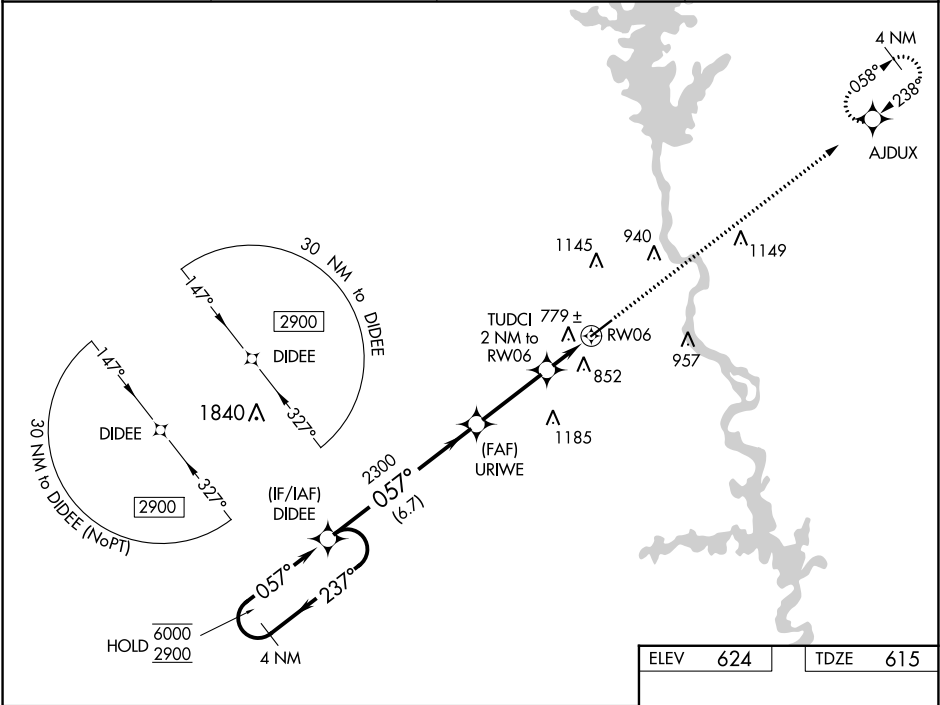 4 NM
058°
238°
AJDUX
1145
940
1149
30 NM to DIDEE
147°
2900
DIDEE
327°
TUDCI
2 NM to
RW06
779 ±
RW06
852
957
147°
1840
DIDEE
30 NM to DIDEE (NoPT)
2900
327°
1185
(FAF)
URIWE
2300
057°
(6.7)
(IF/IAF)
DIDEE
057°
237°
HOLD 6000
2900
4 NM
ELEV 624
TDZE 615